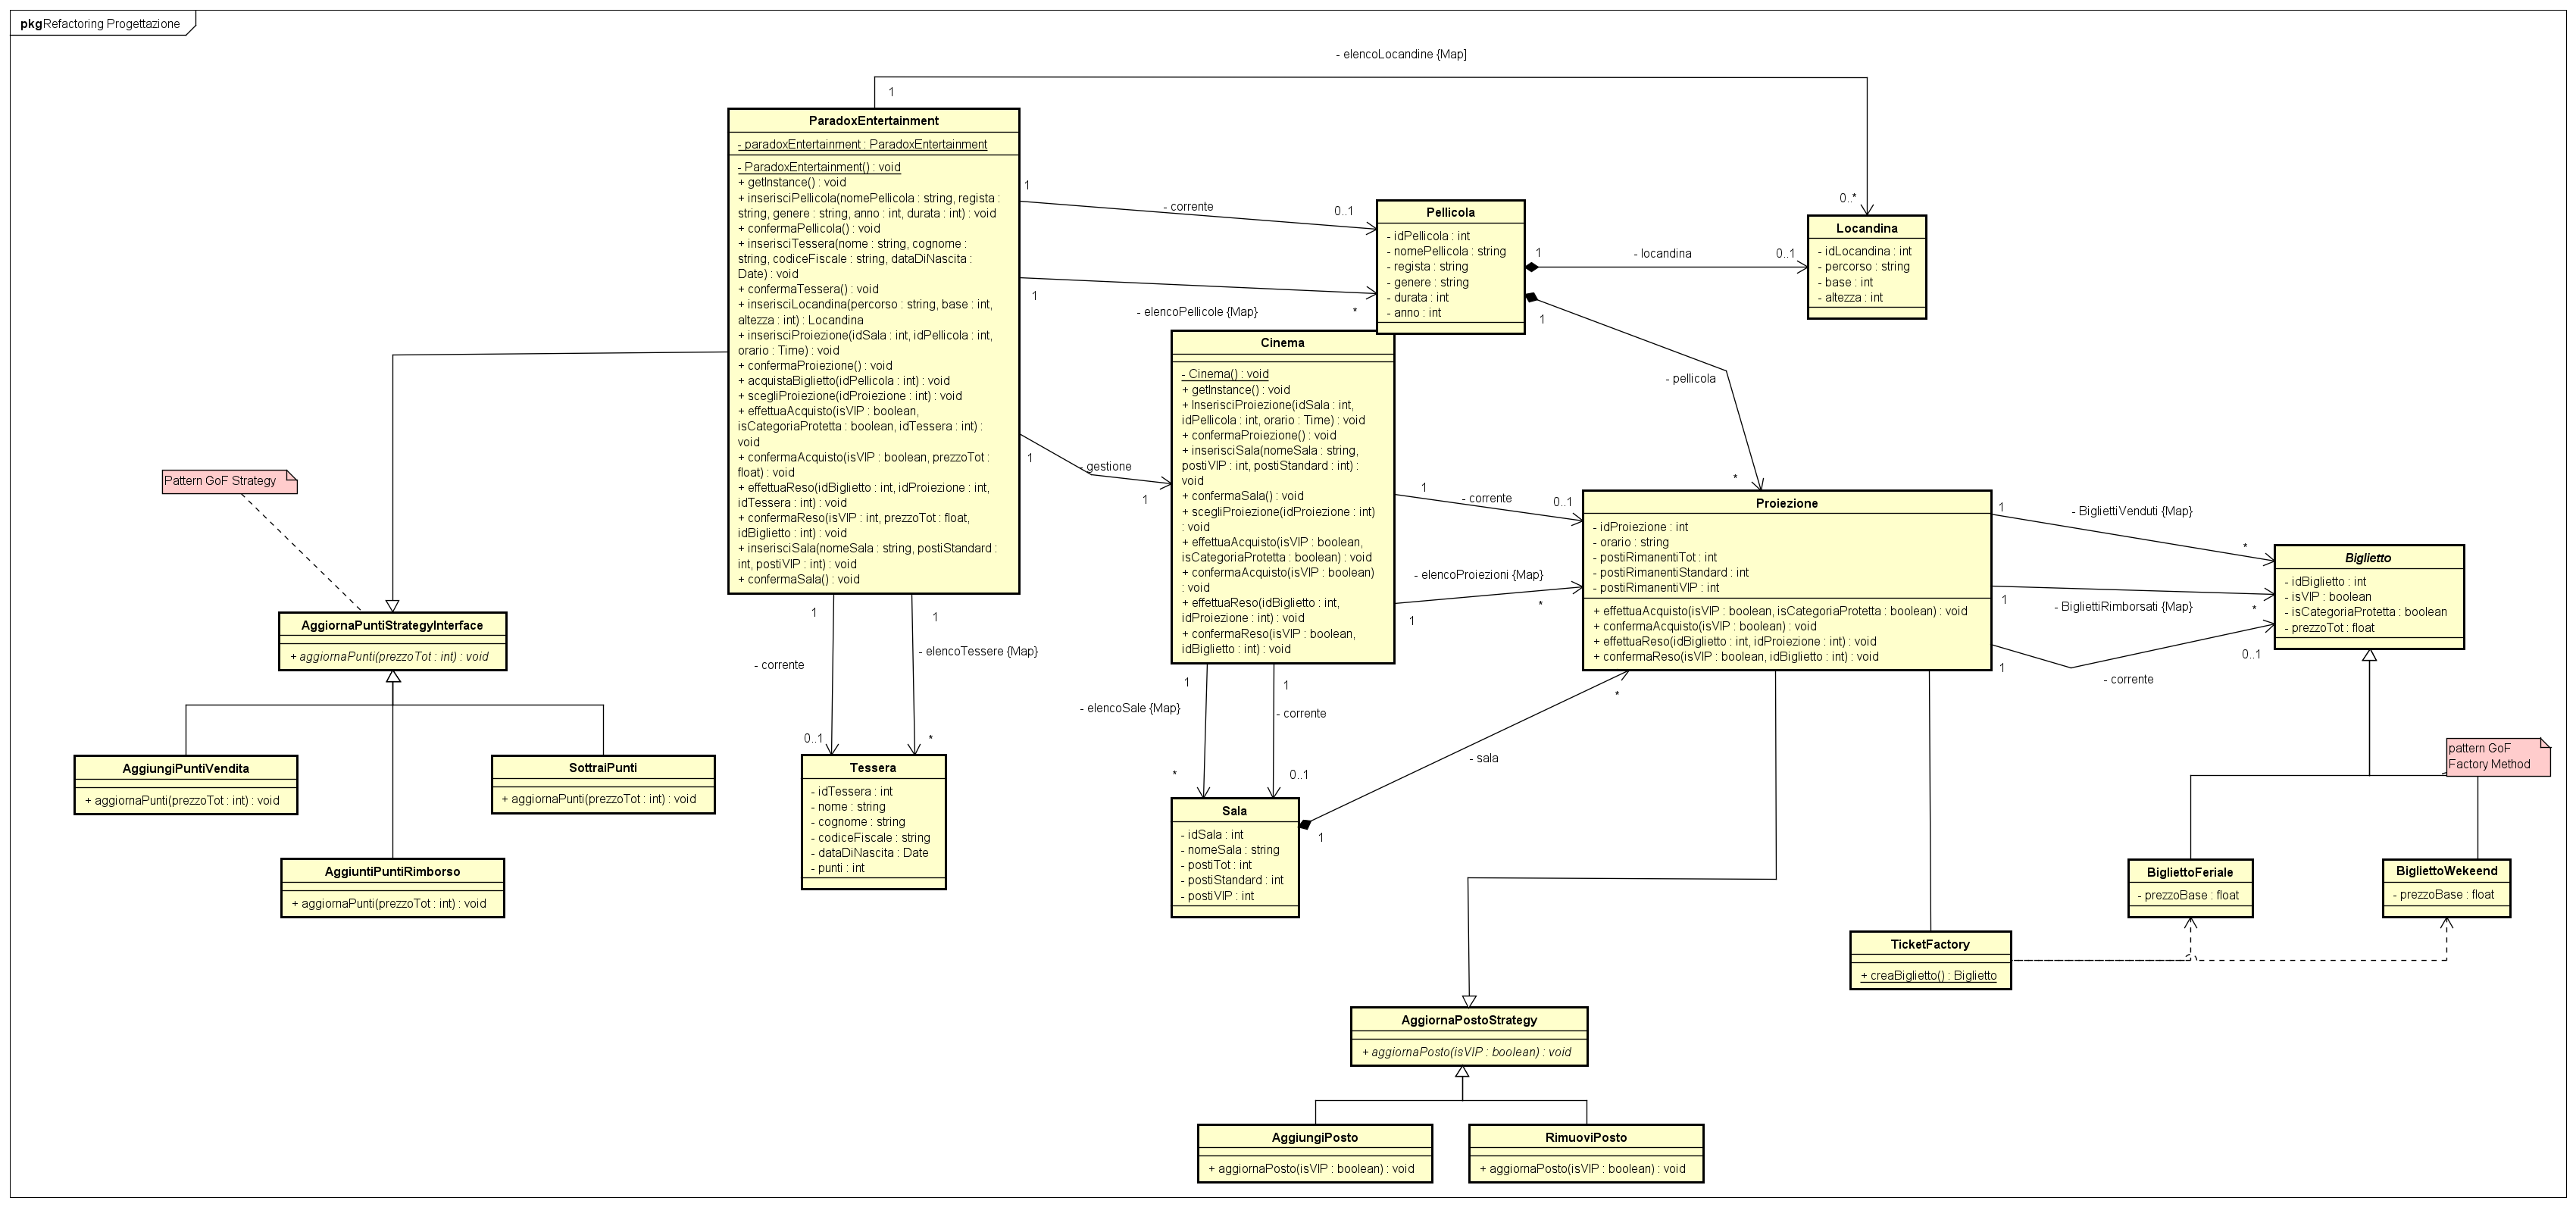 pkg Refactoring Progettazione
- elencoLocandine {Map]
1
0..*
ParadoxEntertainment
- paradoxEntertainment : ParadoxEntertainment
- ParadoxEntertainment() : void
+ getInstance() : void
+ inserisciPellicola(nomePellicola : string, regista :
string, genere : string, anno : int, durata : int) : void
+ confermaPellicola() : void
+ inserisciTessera(nome : string, cognome :
string, codiceFiscale : string, dataDiNascita :
Date) : void
+ confermaTessera() : void
+ inserisciLocandina(percorso : string, base : int,
altezza : int) : Locandina
+ inserisciProiezione(idSala : int, idPellicola : int,
orario : Time) : void
+ confermaProiezione() : void
+ acquistaBiglietto(idPellicola : int) : void
+ scegliProiezione(idProiezione : int) : void
+ effettuaAcquisto(isVIP : boolean,
isCategoriaProtetta : boolean, idTessera : int) :
void
+ confermaAcquisto(isVIP : boolean, prezzoTot :
float) : void
+ effettuaReso(idBiglietto : int, idProiezione : int,
idTessera : int) : void
+ confermaReso(isVIP : int, prezzoTot : float,
idBiglietto : int) : void
+ inserisciSala(nomeSala : string, postiStandard :
int, postiVIP : int) : void
+ confermaSala() : void
1
- corrente
0..1
1
- elencoPellicole {Map}
*
1
- gestione
1
Pellicola
- idPellicola : int
- nomePellicola : string
- regista : string
- genere : string
- durata : int
- anno : int
1
- locandina
0..1
Locandina
- idLocandina : int
- percorso : string
- base : int
- altezza : int
1
- pellicola
*
Cinema
- Cinema() : void
+ getInstance() : void
+ InserisciProiezione(idSala : int,
idPellicola : int, orario : Time) : void
+ confermaProiezione() : void
+ inserisciSala(nomeSala : string,
postiVIP : int, postiStandard : int) :
void
+ confermaSala() : void
+ scegliProiezione(idProiezione : int)
: void
+ effettuaAcquisto(isVIP : boolean,
isCategoriaProtetta : boolean) : void
+ confermaAcquisto(isVIP : boolean)
: void
+ effettuaReso(idBiglietto : int,
idProiezione : int) : void
+ confermaReso(isVIP : boolean,
idBiglietto : int) : void
1
- corrente
0..1
- elencoProiezioni {Map}
1
*
Proiezione
- idProiezione : int
- orario : string
- postiRimanentiTot : int
- postiRimanentiStandard : int
- postiRimanentiVIP : int
+ effettuaAcquisto(isVIP : boolean, isCategoriaProtetta : boolean) : void
+ confermaAcquisto(isVIP : boolean) : void
+ effettuaReso(idBiglietto : int, idProiezione : int) : void
+ confermaReso(isVIP : boolean, idBiglietto : int) : void
1
- BigliettiVenduti {Map}
*
1
- BigliettiRimborsati {Map}
*
1
- corrente
0..1
Biglietto
- idBiglietto : int
- isVIP : boolean
- isCategoriaProtetta : boolean
- prezzoTot : float
Pattern GoF Strategy
AggiornaPuntiStrategyInterface
+ aggiornaPunti(prezzoTot : int) : void
AggiungiPuntiVendita
+ aggiornaPunti(prezzoTot : int) : void
SottraiPunti
+ aggiornaPunti(prezzoTot : int) : void
AggiuntiPuntiRimborso
+ aggiornaPunti(prezzoTot : int) : void
1
- corrente
0..1
1
- elencoTessere {Map}
*
Tessera
- idTessera : int
- nome : string
- cognome : string
- codiceFiscale : string
- dataDiNascita : Date
- punti : int
1
- elencoSale {Map}
*
1
- corrente
0..1
Sala
- idSala : int
- nomeSala : string
- postiTot : int
- postiStandard : int
- postiVIP : int
1
- sala
*
pattern GoF
Factory Method
BigliettoFeriale
- prezzoBase : float
BigliettoWekeend
- prezzoBase : float
TicketFactory
+ creaBiglietto() : Biglietto
AggiornaPostoStrategy
+ aggiornaPosto(isVIP : boolean) : void
AggiungiPosto
+ aggiornaPosto(isVIP : boolean) : void
RimuoviPosto
+ aggiornaPosto(isVIP : boolean) : void